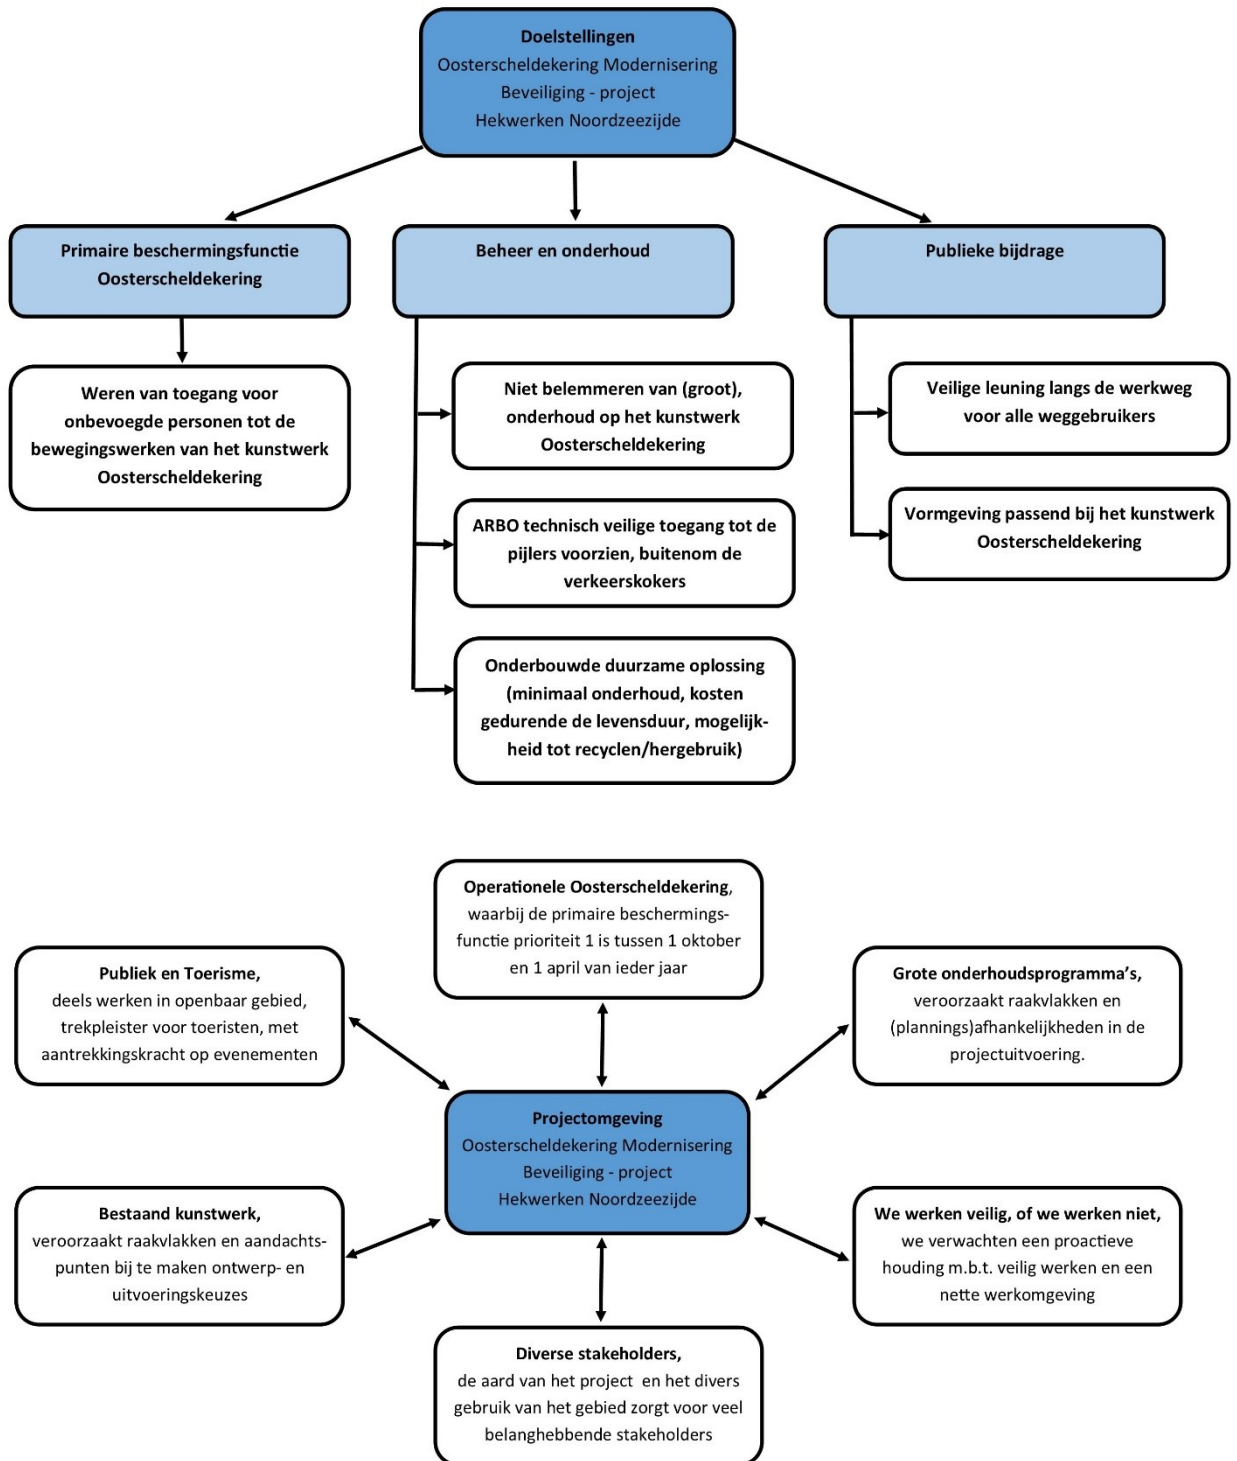 Doelstellingen
Oosterscheldekering Modernisering
Beveiliging - project
Hekwerken Noordzeezijde
Primaire beschermingsfunctie
Oosterscheldekering
Beheer en onderhoud
Publieke bijdrage
Weren van toegang voor
onbevoegde personen tot de
bewegingswerken van het kunstwerk
Oosterscheldekering
Niet belemmeren van (groot),
onderhoud op het kunstwerk
Oosterscheldekering
ARBO technisch veilige toegang tot de
pijlers voorzien, buitenom de
verkeerskokers
Onderbouwde duurzame oplossing
(minimaal onderhoud, kosten
gedurende de levensduur, mogelijk-
heid tot recyclen/hergebruik)
Veilige leuning langs de werkweg
voor alle weggebruikers
Vormgeving passend bij het kunstwerk
Oosterscheldekering
Operationele Oosterscheldekering,
waarbij de primaire beschermings-
functie prioriteit 1 is tussen 1 oktober
en 1 april van ieder jaar
Publiek en Toerisme,
deels werken in openbaar gebied,
trekpleister voor toeristen, met
aantrekkingskracht op evenementen
Grote onderhoudsprogramma's,
veroorzaakt raakvlakken en
(plannings)afhankelijkheden in de
projectuitvoering.
Projectomgeving
Oosterscheldekering Modernisering
Beveiliging - project
Hekwerken Noordzeezijde
Bestaand kunstwerk,
veroorzaakt raakvlakken en aandachts-
punten bij te maken ontwerp- en
uitvoeringskeuzes
We werken veilig, of we werken niet,
we verwachten een proactieve
houding m.b.t. veilig werken en een
nette werkomgeving
Diverse stakeholders,
de aard van het project en het divers
gebruik van het gebied zorgt voor veel
belanghebbende stakeholders